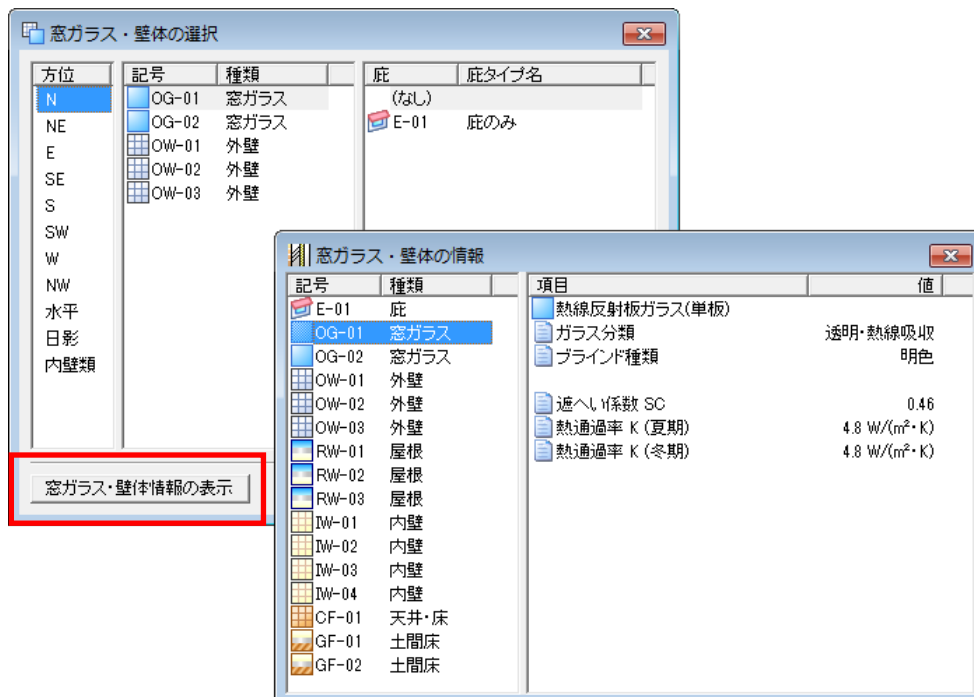 窓ガラス・壁体の選択
方位
N
NE
E
SE
S
SW
W
NW
水平
日影
内壁類
記号 種類
OG-01 窓ガラス
OG-02 窓ガラス
OW-01 外壁
OW-02 外壁
OW-03 外壁
庇 庇タイプ名
(なし)
E-01 庇のみ
窓ガラス・壁体情報の表示
窓ガラス・壁体の情報
記号 種類
E-01 庇
OG-01 窓ガラス
OG-02 窓ガラス
OW-01 外壁
OW-02 外壁
OW-03 外壁
RW-01 屋根
RW-02 屋根
RW-03 屋根
IW-01 内壁
IW-02 内壁
IW-03 内壁
IW-04 内壁
CF-01 天井・床
GF-01 土間床
GF-02 土間床
項目 値
熱線反射板ガラス(単板)
ガラス分類 透明・熱線吸収
ブラインド種類 明色
遮へい係数 SC 0.46
熱通過率 K (夏期) 4.8 W/(m²・K)
熱通過率 K (冬期) 4.8 W/(m²・K)